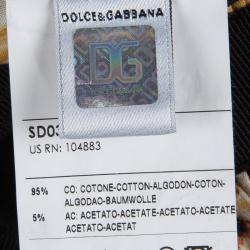 DOLCE&GABBANA
DG
SD03
US RN: 104883
95% CO: COTONE-COTTON-ALGODON-COTON-
ALGODAO-BAUMWOLLE
5% AC: ACETATO-ACETATE-ACETATO-ACETATE
ACETATO-ACETAT